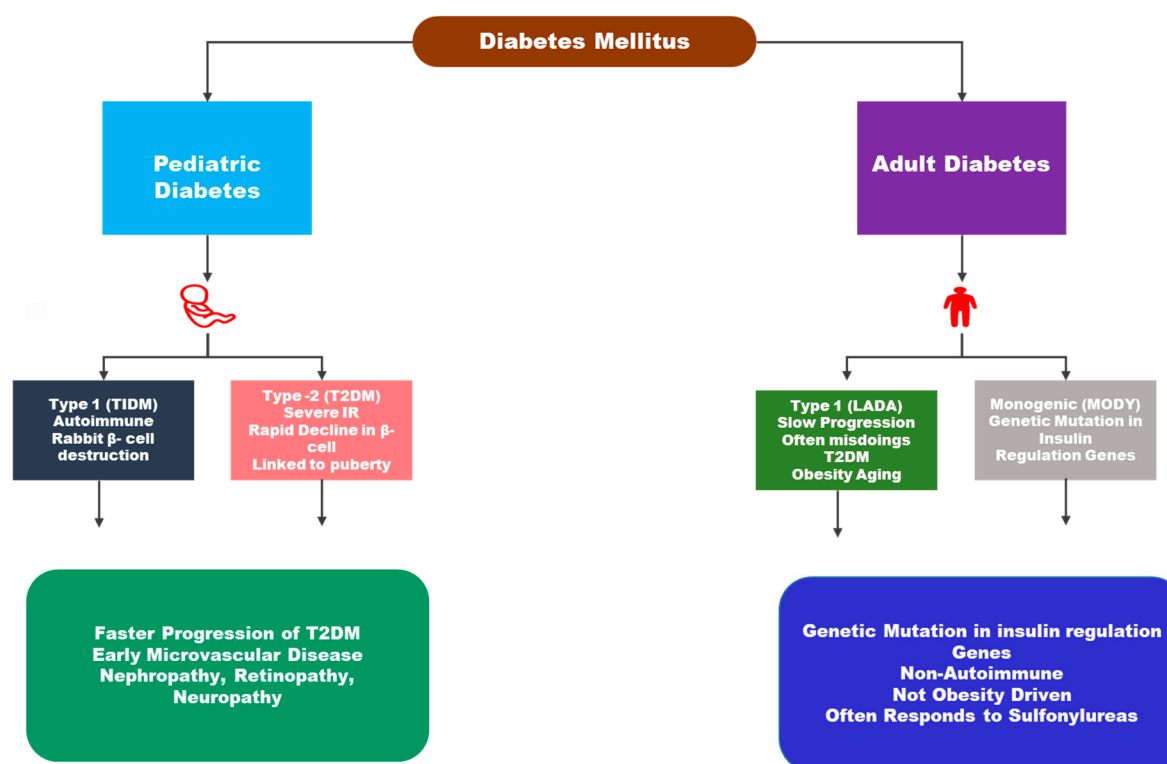 Diabetes Mellitus
Pediatric
Diabetes
Adult Diabetes
Type 1 (TIDM)
Autoimmune
Rabbit β- cell
destruction
Type -2 (T2DM)
Severe IR
Rapid Decline in β-
cell
Linked to puberty
Type 1 (LADA)
Slow Progression
Often misdoings
T2DM
Obesity Aging
Monogenic (MODY)
Genetic Mutation in
Insulin
Regulation Genes
Faster Progression of T2DM
Early Microvascular Disease
Nephropathy, Retinopathy,
Neuropathy
Genetic Mutation in insulin regulation
Genes
Non-Autoimmune
Not Obesity Driven
Often Responds to Sulfonylureas